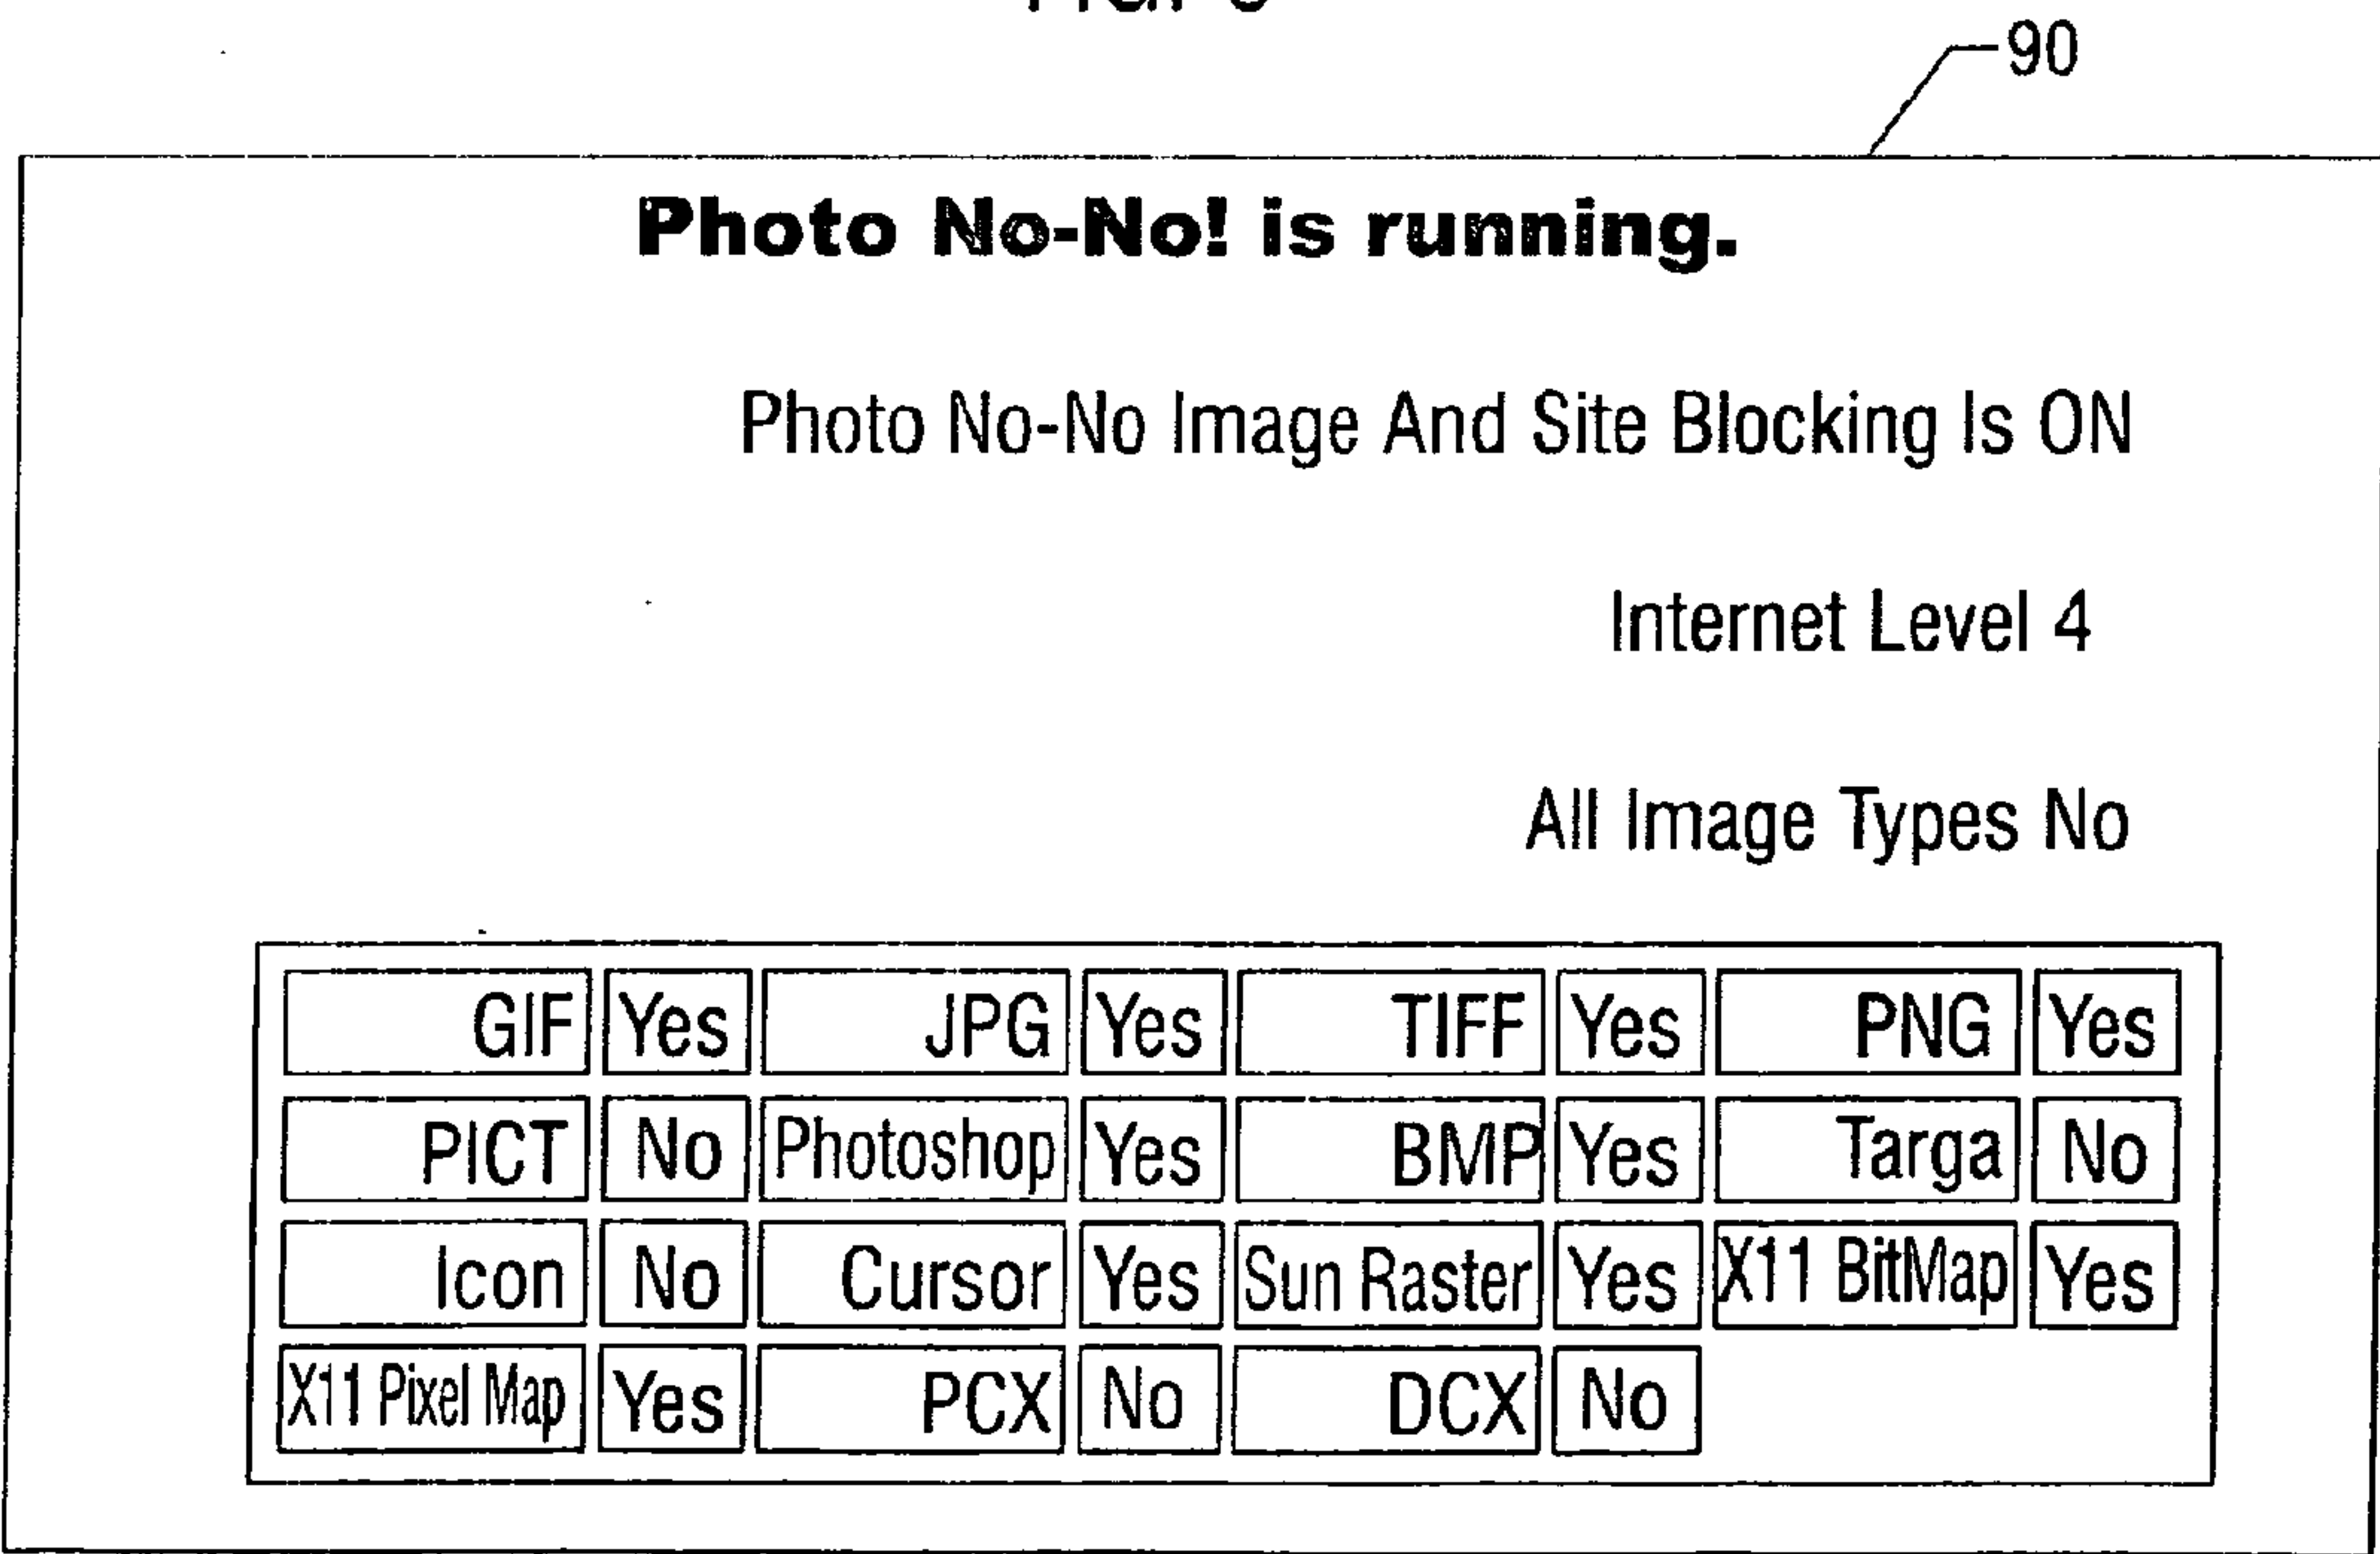 90
Photo No-No! is running.
Photo No-No Image And Site Blocking Is ON
Internet Level 4
All Image Types No
GIF Yes JPG Yes TIFF Yes PNG Yes
PICT No Photoshop Yes BMP Yes Targa No
Icon No Cursor Yes Sun Raster Yes X11 BitMap Yes
X11 Pixel Map Yes PCX No DCX No